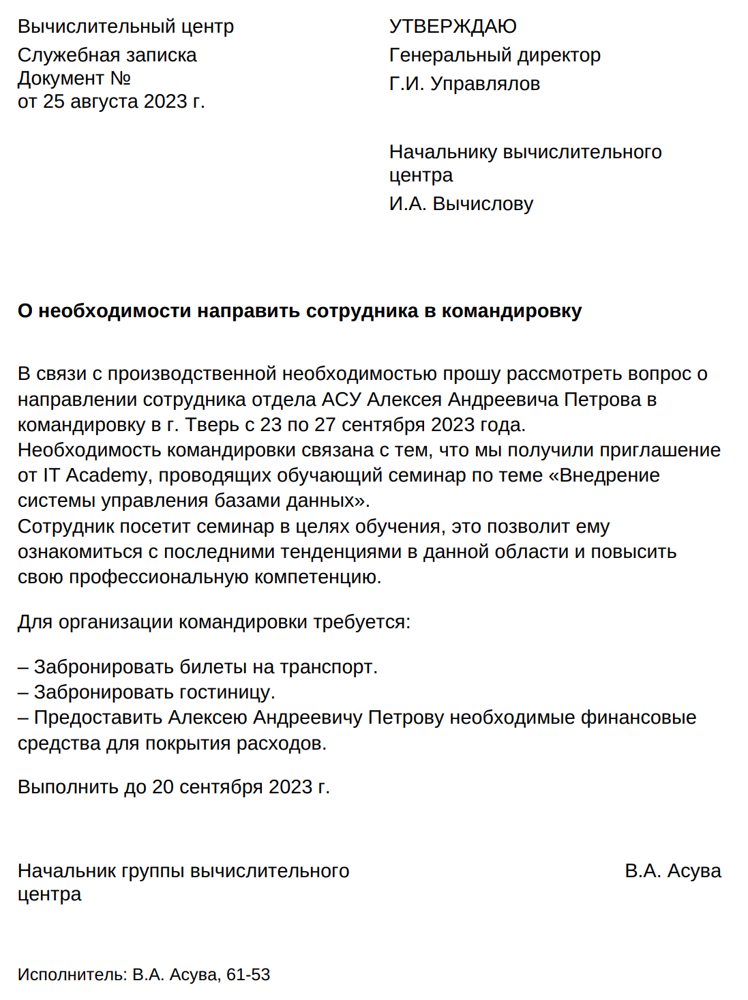 Вычислительный центр
Служебная записка
Документ №
от 25 августа 2023 г.
УТВЕРЖДАЮ
Генеральный директор
Г.И. Управлялов
Начальнику вычислительного
центра
И.А. Вычислову
О необходимости направить сотрудника в командировку
В связи с производственной необходимостью прошу рассмотреть вопрос о
направлении сотрудника отдела АСУ Алексея Андреевича Петрова в
командировку в г. Тверь с 23 по 27 сентября 2023 года.
Необходимость командировки связана с тем, что мы получили приглашение
от IT Academy, проводящих обучающий семинар по теме «Внедрение
системы управления базами данных».
Сотрудник посетит семинар в целях обучения, это позволит ему
ознакомиться с последними тенденциями в данной области и повысить
свою профессиональную компетенцию.
Для организации командировки требуется:
– Забронировать билеты на транспорт.
– Забронировать гостиницу.
– Предоставить Алексею Андреевичу Петрову необходимые финансовые
средства для покрытия расходов.
Выполнить до 20 сентября 2023 г.
Начальник группы вычислительного
центра
В.А. Асува
Исполнитель: В.А. Асува, 61-53